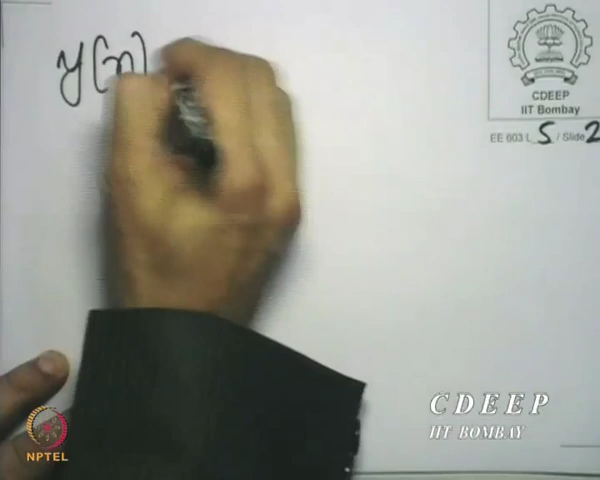 y[n]
CDEEP
IIT Bombay
EE 603 L 5 / Slide 2
CDEEP
IIT BOMBAY
NPTEL